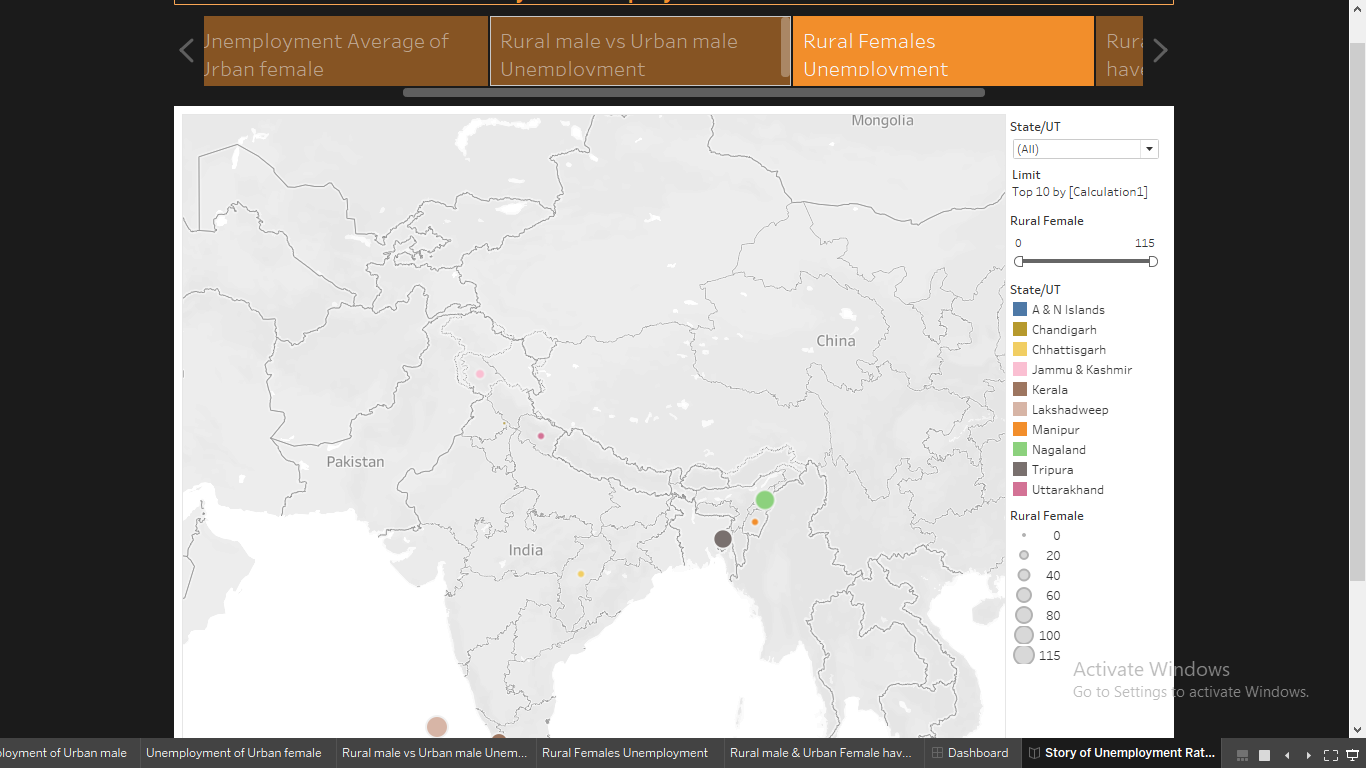 Unemployment Average of
Urban female
Rural male vs Urban male
Unemployment
Rural Females
Unemployment
have
Mongolia
China
Pakistan
India
State/UT
(All)
Limit
Top 10 by [Calculation1]
Rural Female
0 115
State/UT
A & N Islands
Chandigarh
Chhattisgarh
Jammu & Kashmir
Kerala
Lakshadweep
Manipur
Nagaland
Tripura
Uttarakhand
Rural Female
0
20
40
60
80
100
115
Activate Windows
Go to Settings to activate Windows.
ployment of Urban male
Unemployment of Urban female
Rural male vs Urban male Unem...
Rural Females Unemployment
Rural male & Urban Female hav...
Dashboard
Story of Unemployment Rat...